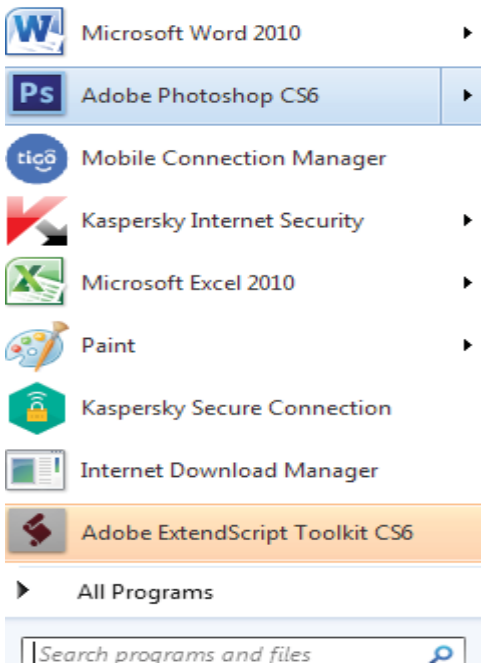 Microsoft Word 2010
Ps Adobe Photoshop CS6
tigo Mobile Connection Manager
Kaspersky Internet Security
Microsoft Excel 2010
Paint
Kaspersky Secure Connection
Internet Download Manager
Adobe ExtendScript Toolkit CS6
All Programs
Search programs and files